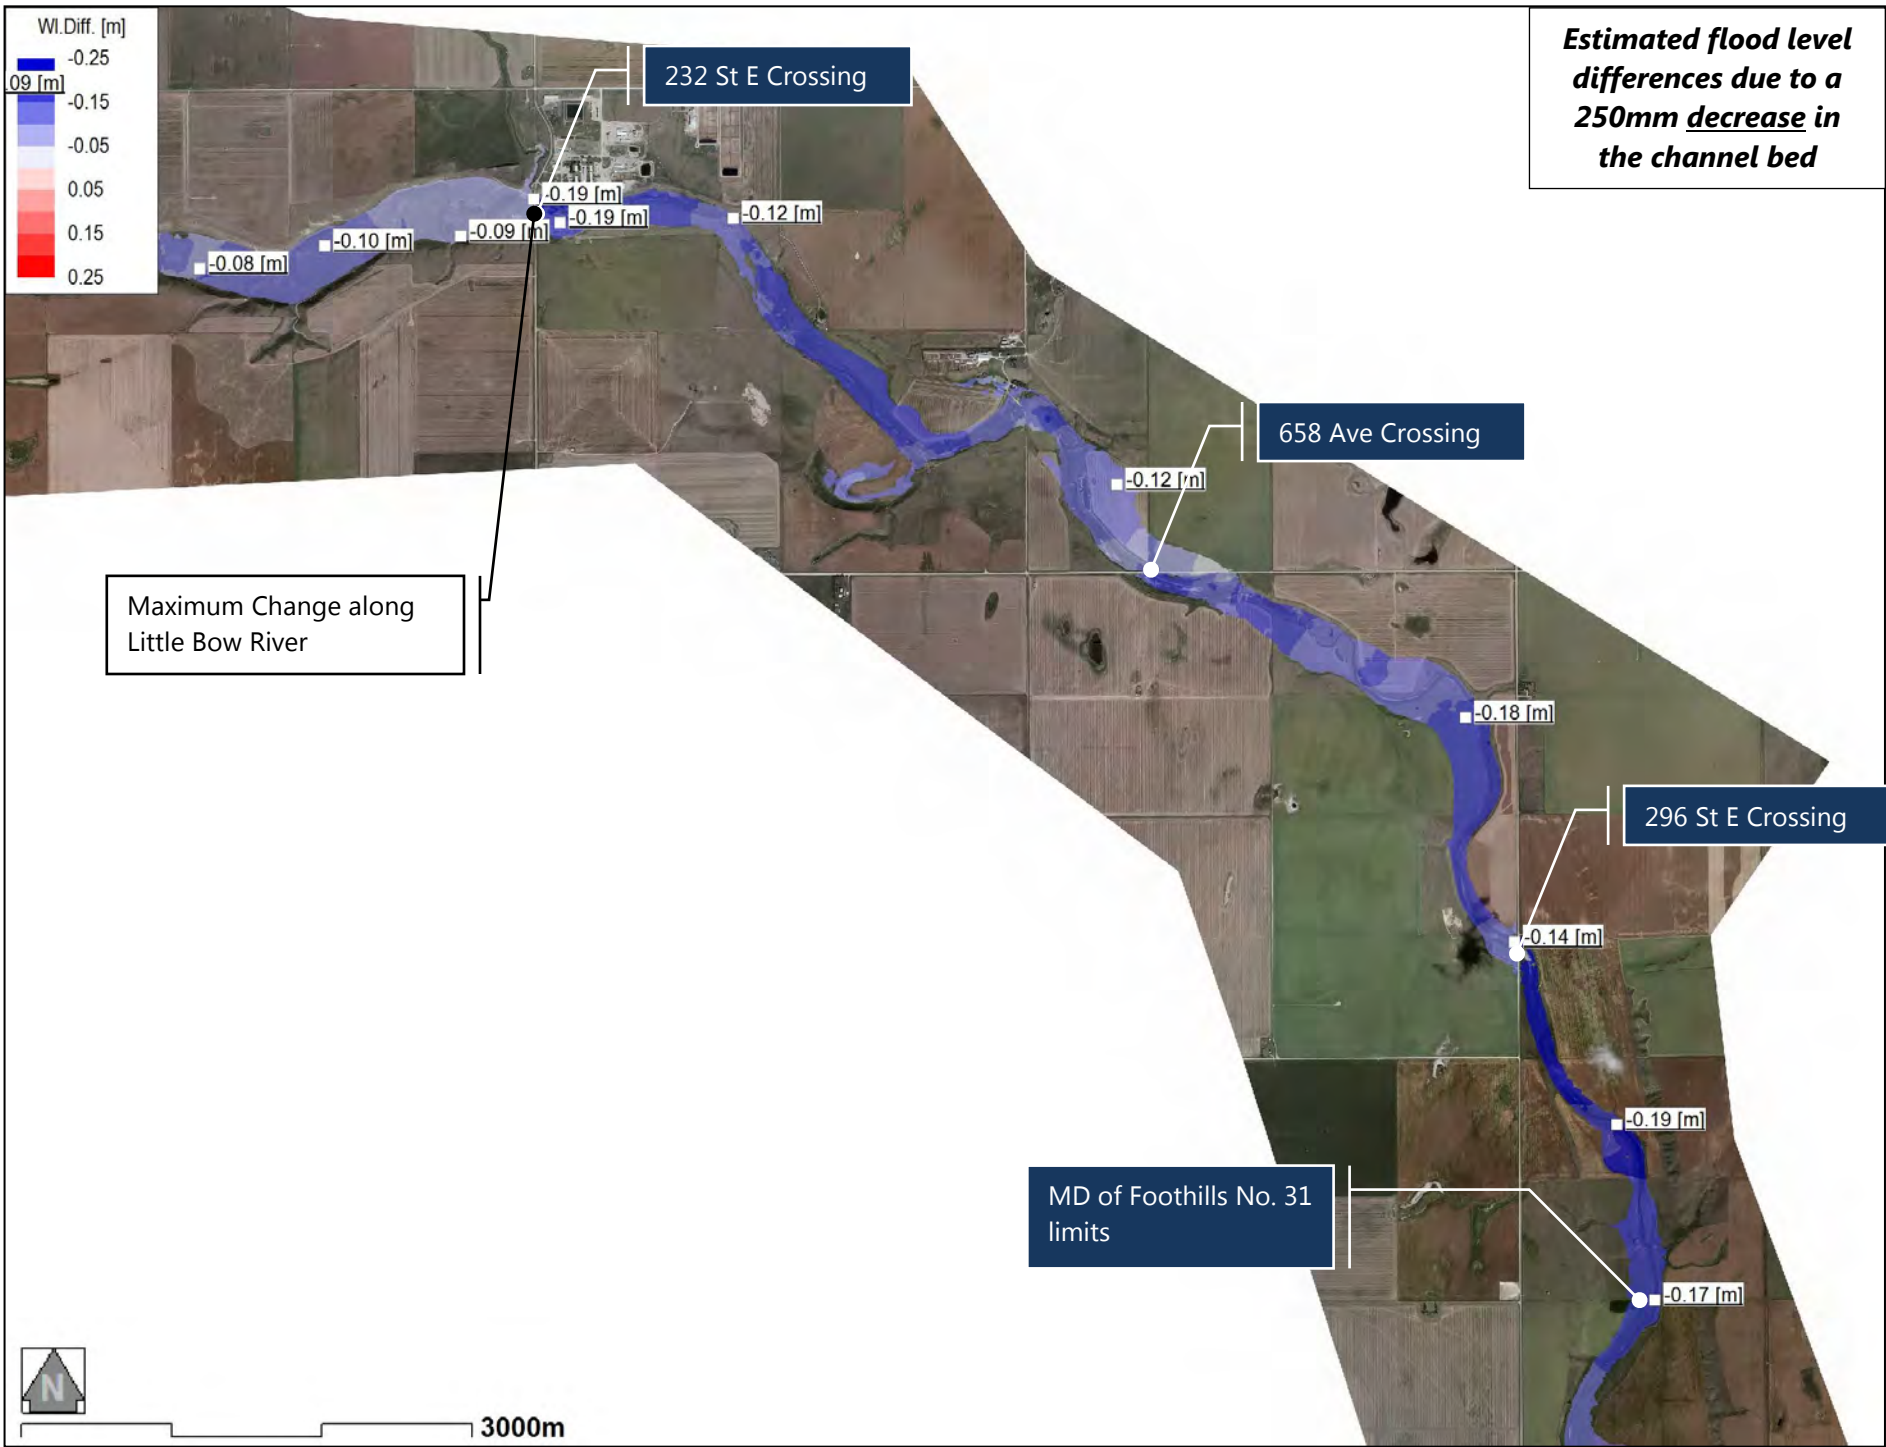 Wl.Diff. [m]
-0.25
.09 [m]
-0.15
-0.05
0.05
0.15
0.25
Estimated flood level
differences due to a
250mm decrease in
the channel bed
232 St E Crossing
-0.19 [m]
-0.19 [m]
-0.12 [m]
-0.09 [m]
-0.10 [m]
-0.08 [m]
658 Ave Crossing
-0.12 [m]
Maximum Change along
Little Bow River
-0.18 [m]
296 St E Crossing
-0.14 [m]
-0.19 [m]
MD of Foothills No. 31
limits
-0.17 [m]
N
3000m